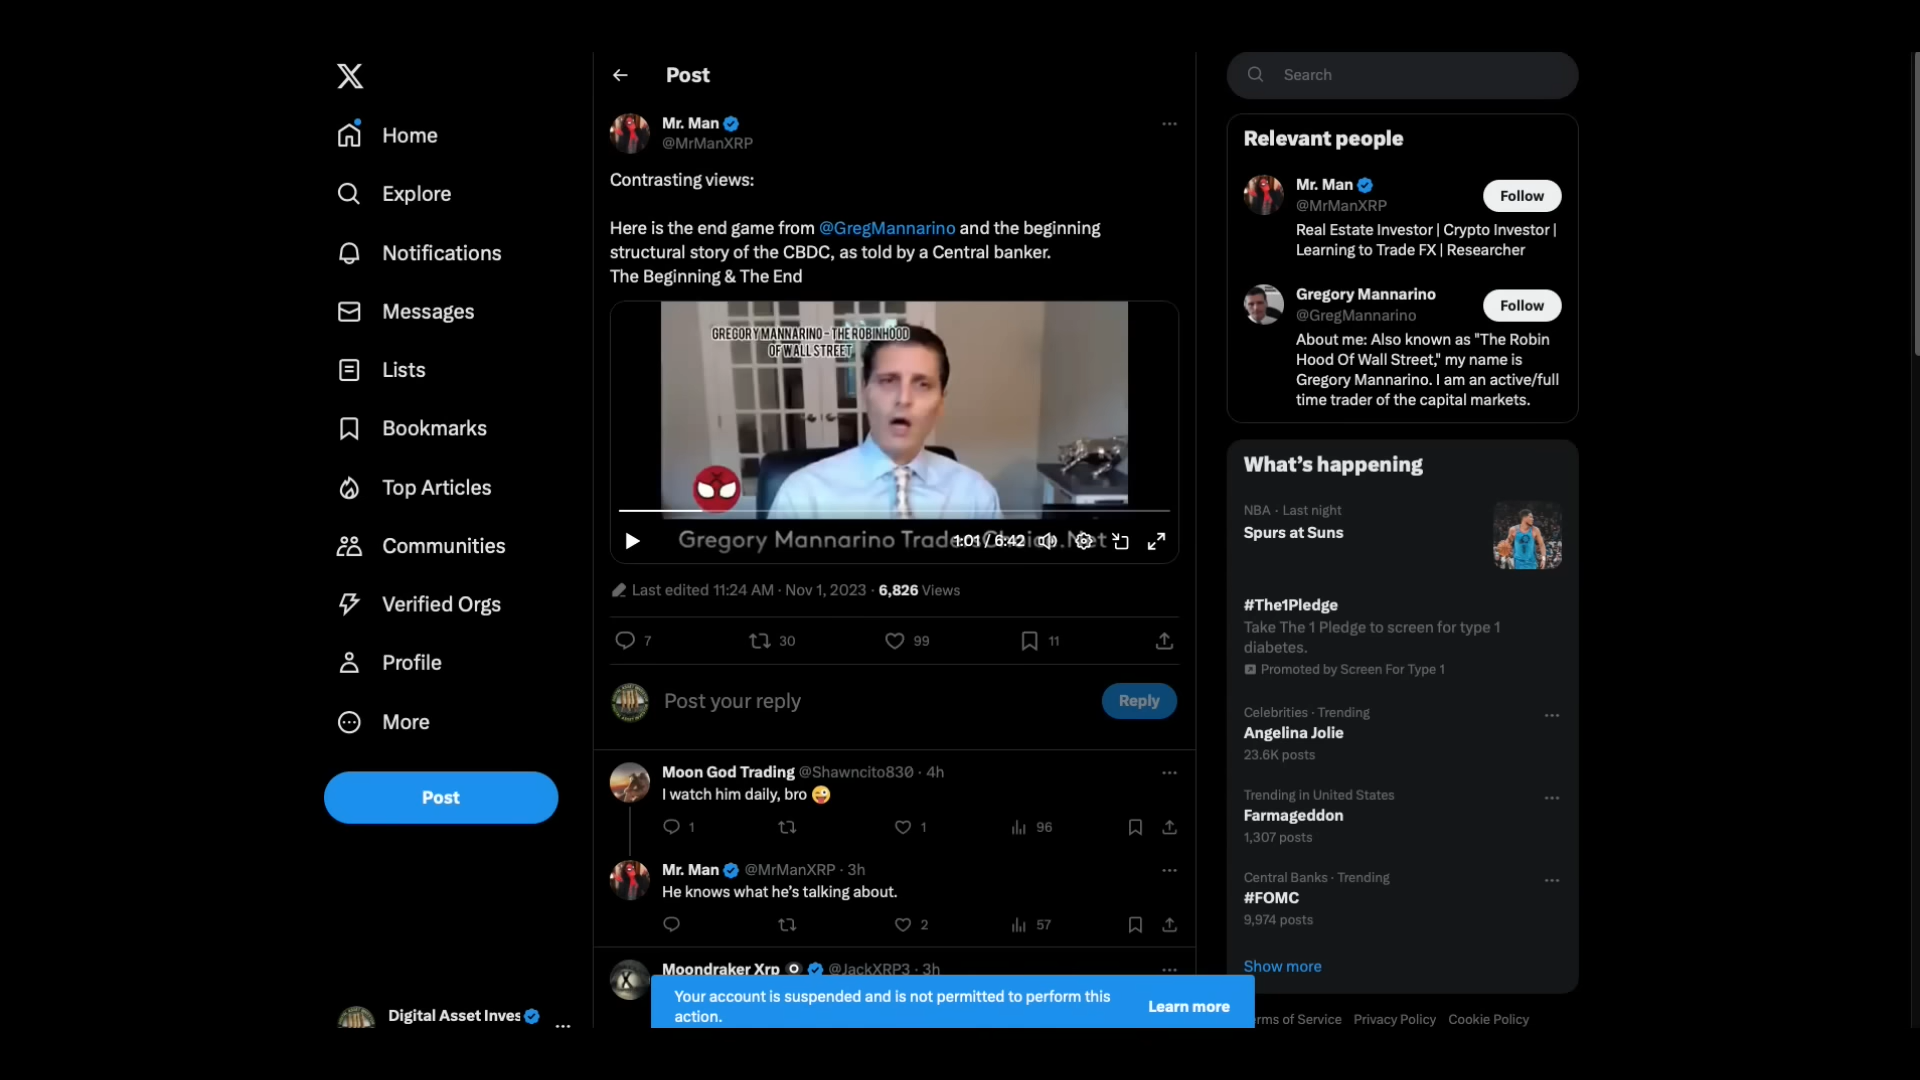 Home
Explore
Notifications
Messages
Lists
Bookmarks
Top Articles
Communities
Verified Orgs
Profile
More
Post
Digital Asset Inves
Post
Mr. Man
@MrManXRP
Contrasting views:
Here is the end game from @GregMannarino and the beginning
structural story of the CBDC, as told by a Central banker.
The Beginning & The End
GREGORY MANNARINO - THE ROBINHOOD
OF WALL STREET
Gregory Mannarino
1:01 / 6:42
Last edited 11:24 AM · Nov 1, 2023 · 6,826 Views
7 30 99 11
Post your reply
Reply
Moon God Trading @Shawncito830 · 4h
I watch him daily, bro 😜
1 1 96
Mr. Man @MrManXRP · 3h
He knows what he's talking about.
2 57
Moondraker Xrp @JackXRP3 · 3h
Your account is suspended and is not permitted to perform this
action.
Learn more
Search
Relevant people
Mr. Man
@MrManXRP
Follow
Real Estate Investor | Crypto Investor |
Learning to Trade FX | Researcher
Gregory Mannarino
@GregMannarino
Follow
About me: Also known as "The Robin
Hood Of Wall Street," my name is
Gregory Mannarino. I am an active/full
time trader of the capital markets.
What's happening
NBA · Last night
Spurs at Suns
#The1Pledge
Take The 1 Pledge to screen for type 1
diabetes.
Promoted by Screen For Type 1
Celebrities · Trending
Angelina Jolie
23.6K posts
Trending in United States
Farmageddon
1,307 posts
Central Banks · Trending
#FOMC
9,974 posts
Show more
of Service Privacy Policy Cookie Policy